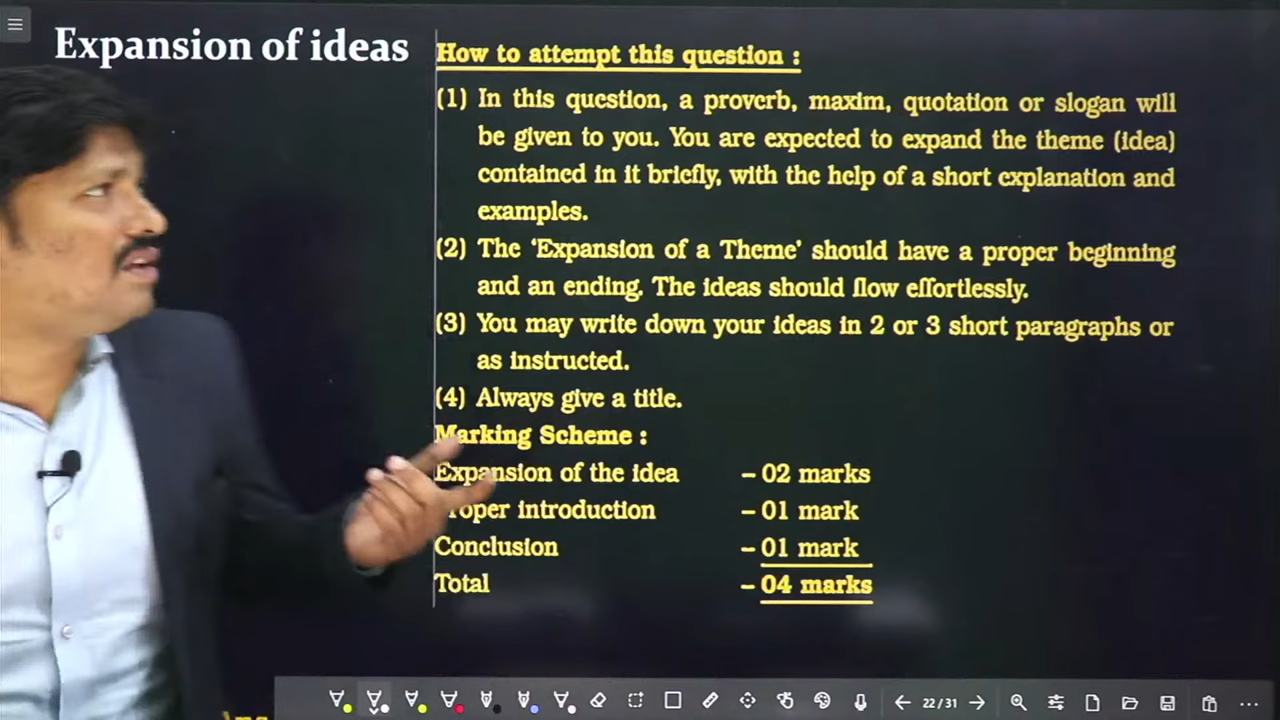 Expansion of ideas
How to attempt this question :
(1) In this question, a proverb, maxim, quotation or slogan will
be given to you. You are expected to expand the theme (idea)
contained in it briefly, with the help of a short explanation and
examples.
(2) The ‘Expansion of a Theme’ should have a proper beginning
and an ending. The ideas should flow effortlessly.
(3) You may write down your ideas in 2 or 3 short paragraphs or
as instructed.
(4) Always give a title.
Marking Scheme :
Expansion of the idea – 02 marks
Proper introduction – 01 mark
Conclusion – 01 mark
Total – 04 marks
22/31